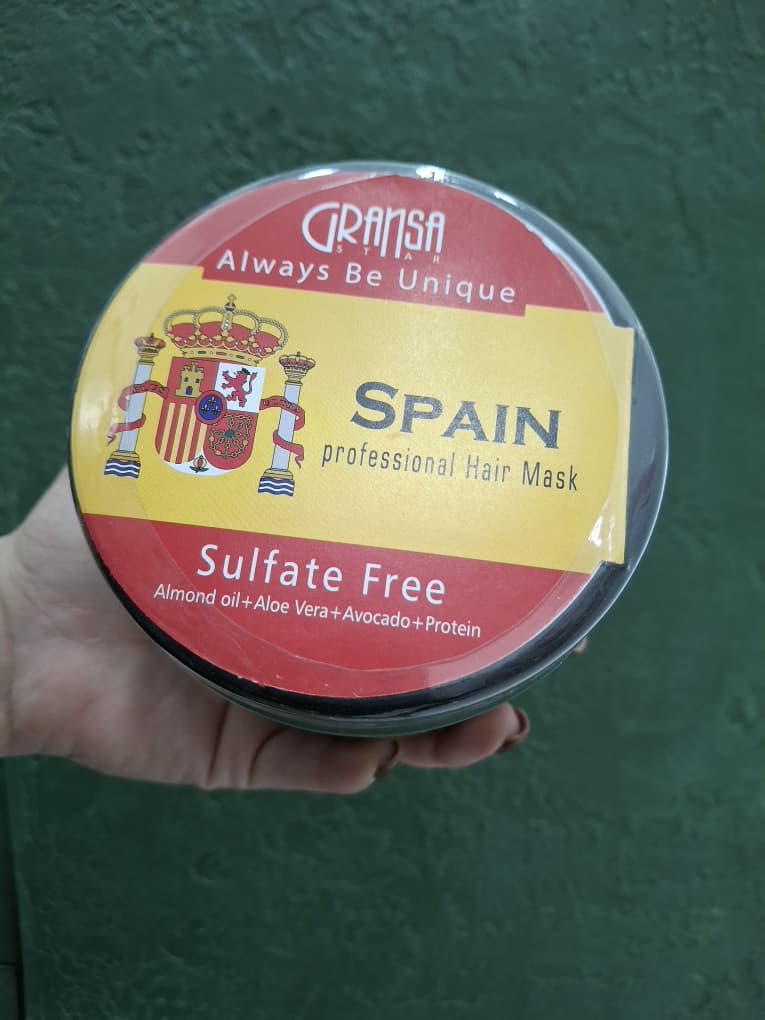 GRANSA
STAR
Always Be Unique
SPAIN
professional Hair Mask
Sulfate Free
Almond oil+Aloe Vera+Avocado+Protein